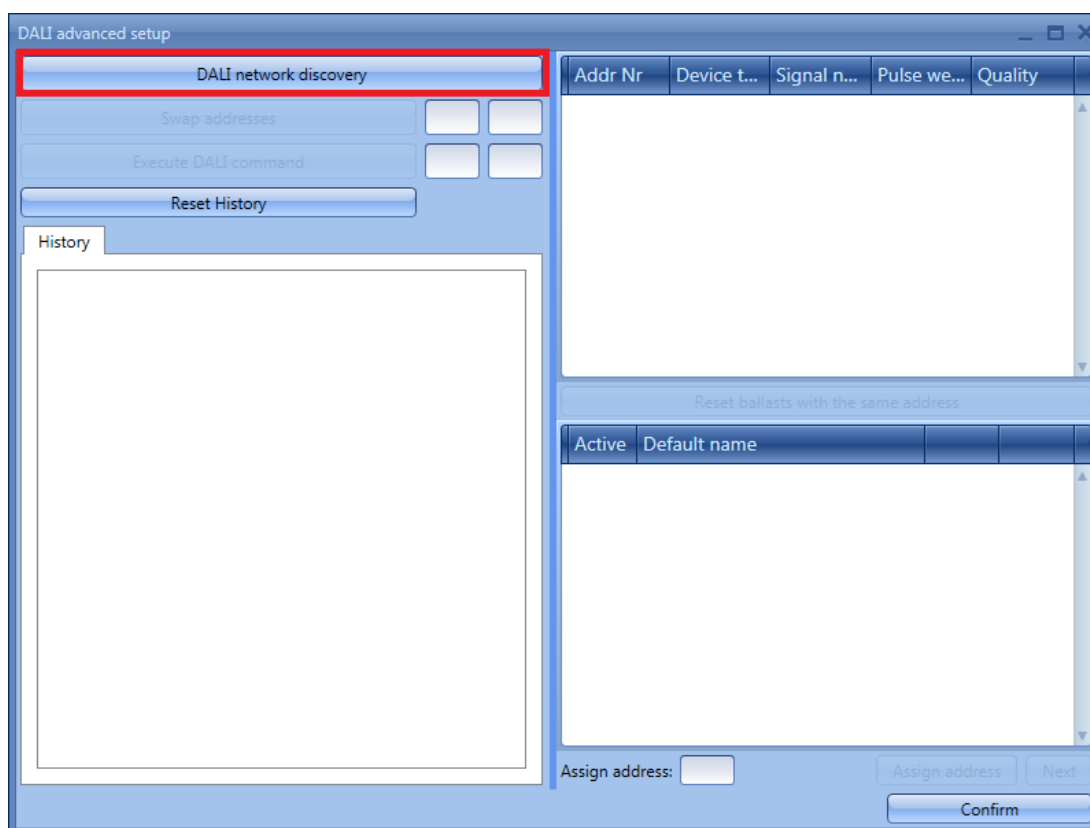 DALI advanced setup
DALI network discovery
Swap addresses
Execute DALI command
Reset History
History
Addr Nr Device t... Signal n... Pulse we... Quality
Reset ballasts with the same address
Active Default name
Assign address: Assign address Next
Confirm